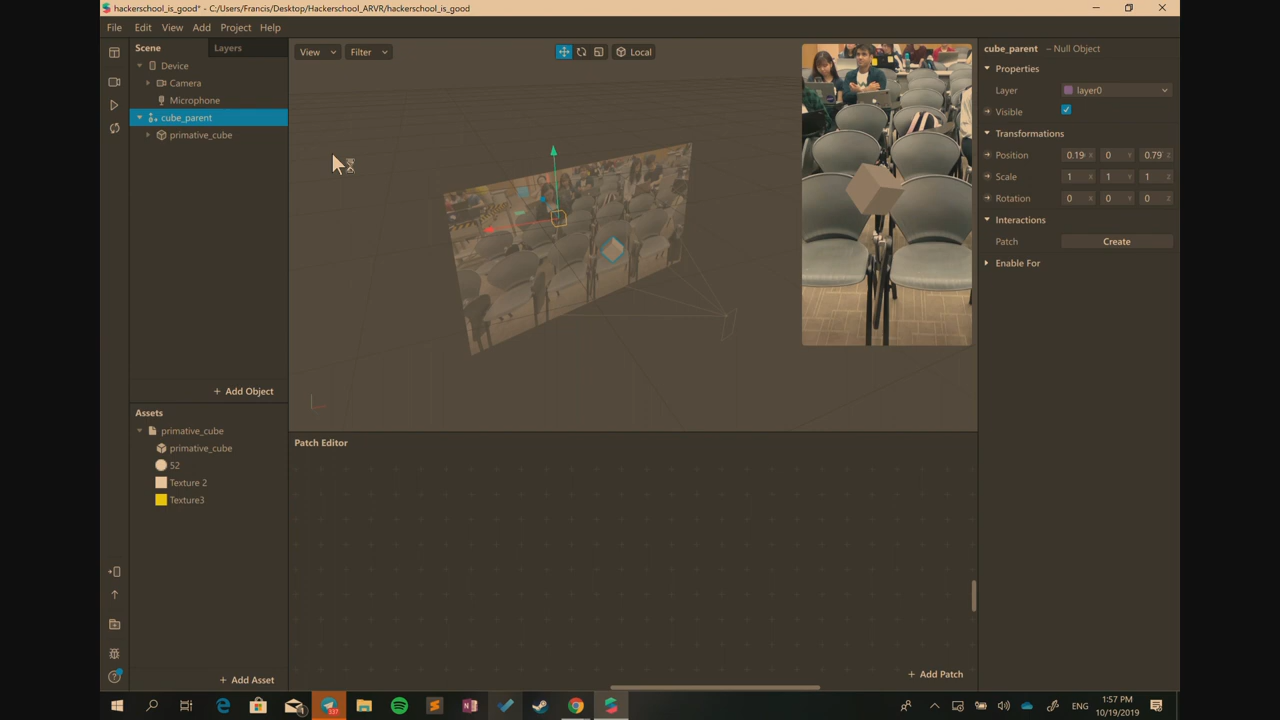 hackerschool_is_good* - C:/Users/Francis/Desktop/Hackerschool_ARVR/hackerschool_is_good
File Edit View Add Project Help
Scene Layers
Device
Camera
Microphone
cube_parent
primative_cube
+ Add Object
Assets
primative_cube
primative_cube
52
Texture 2
Texture3
+ Add Asset
View Filter Local
Patch Editor
+ Add Patch
cube_parent – Null Object
Properties
Layer layer0
Visible
Transformations
Position 0.19 X 0 Y 0.79 Z
Scale 1 X 1 Y 1 Z
Rotation 0 X 0 Y 0 Z
Interactions
Patch Create
Enable For
337
ENG 1:57 PM
10/19/2019